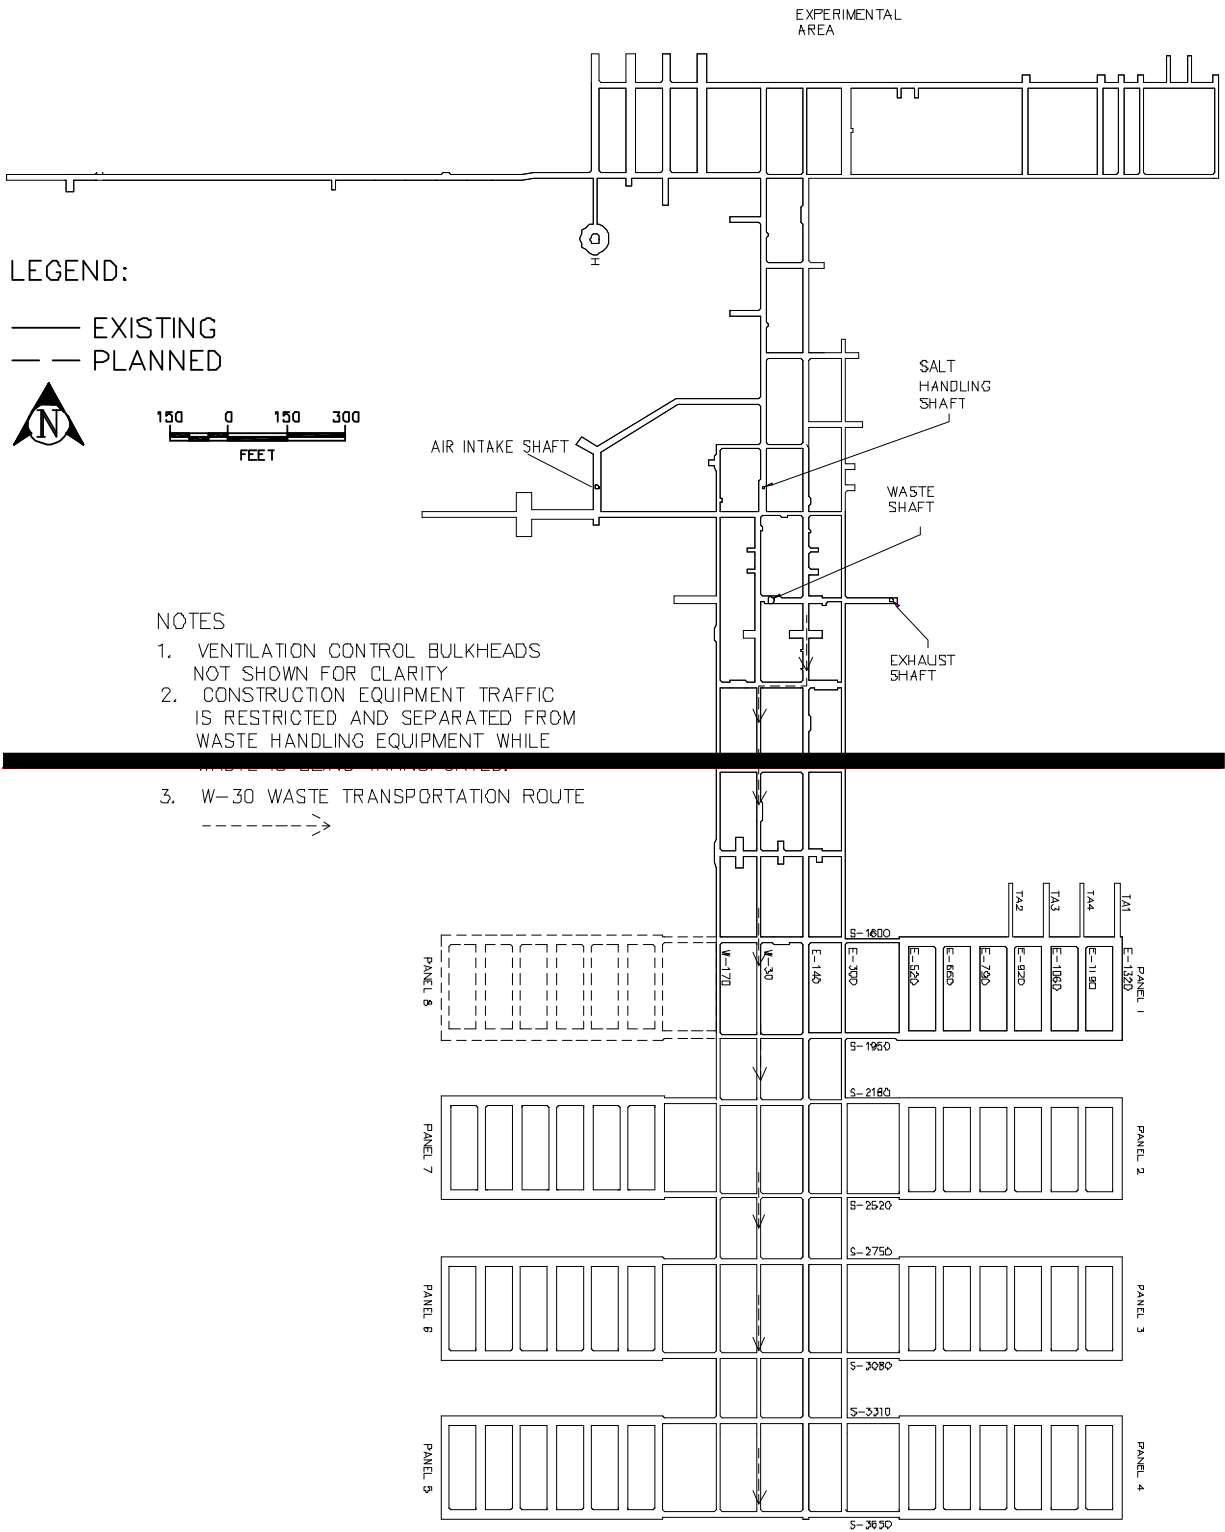 EXPERIMENTAL
AREA
LEGEND:
EXISTING
PLANNED
N
150 0 150 300
FEET
SALT
HANDLING
SHAFT
AIR INTAKE SHAFT
WASTE
SHAFT
EXHAUST
SHAFT
NOTES
1. VENTILATION CONTROL BULKHEADS
NOT SHOWN FOR CLARITY
2. CONSTRUCTION EQUIPMENT TRAFFIC
IS RESTRICTED AND SEPARATED FROM
WASTE HANDLING EQUIPMENT WHILE
WASTE IS BEING TRANSPORTED.
3. W-30 WASTE TRANSPORTATION ROUTE
TA2
TA3
TA4
TA1
S-1600
PANEL 8
W-170
W-30
E-140
E-300
E-520
E-660
E-790
E-920
E-1060
E-1190
E-1320
PANEL 1
S-1950
S-2180
PANEL 7
PANEL 2
S-2520
S-2750
PANEL 6
PANEL 3
S-3080
S-3310
PANEL 5
PANEL 4
S-3650